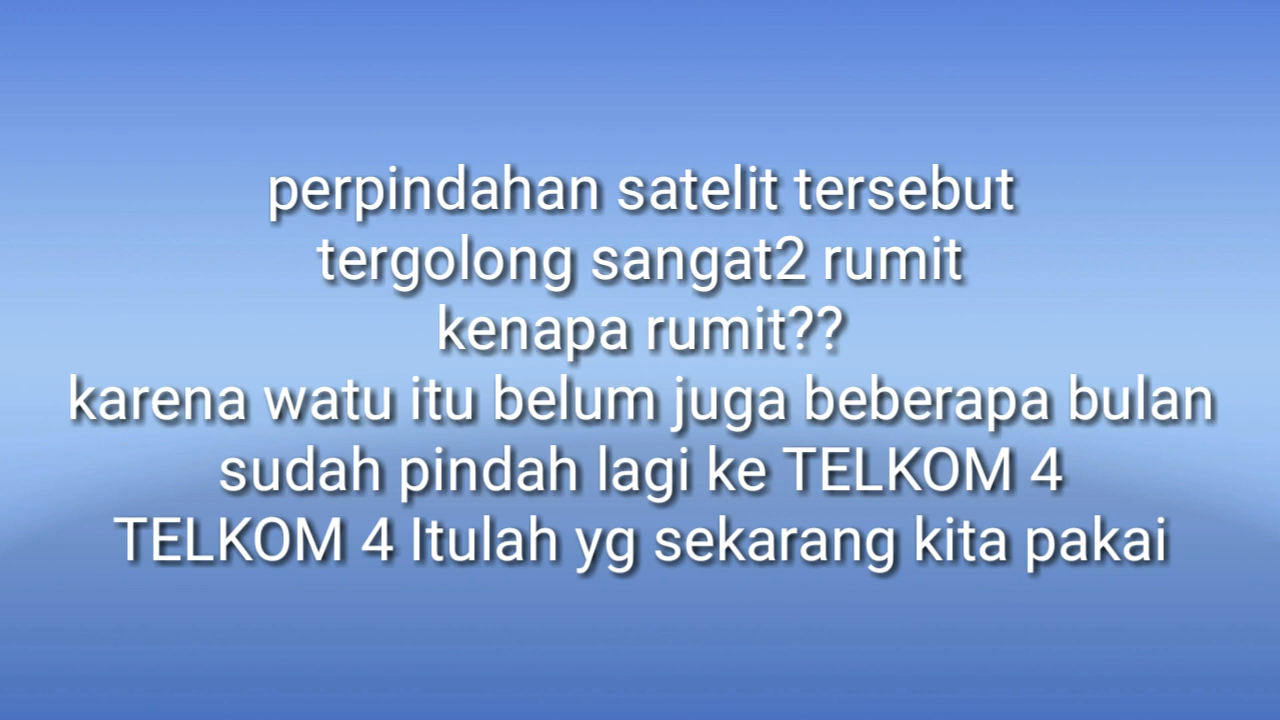 perpindahan satelit tersebut
tergolong sangat2 rumit
kenapa rumit??
karena watu itu belum juga beberapa bulan
sudah pindah lagi ke TELKOM 4
TELKOM 4 Itulah yg sekarang kita pakai